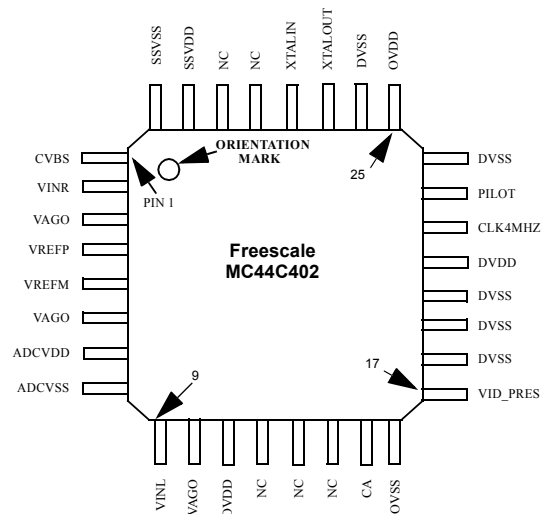 SSVSS
SSVDD
NC
NC
XTALIN
XTALOUT
DVSS
OVDD
ORIENTATION
MARK
25
CVBS
VINR
VAGO
VREFP
VREFM
VAGO
ADCVDD
ADCVSS
PIN 1
Freescale
MC44C402
DVSS
PILOT
CLK4MHZ
DVDD
DVSS
DVSS
DVSS
VID_PRES
17
9
VINL
VAGO
OVDD
NC
NC
NC
CA
OVSS